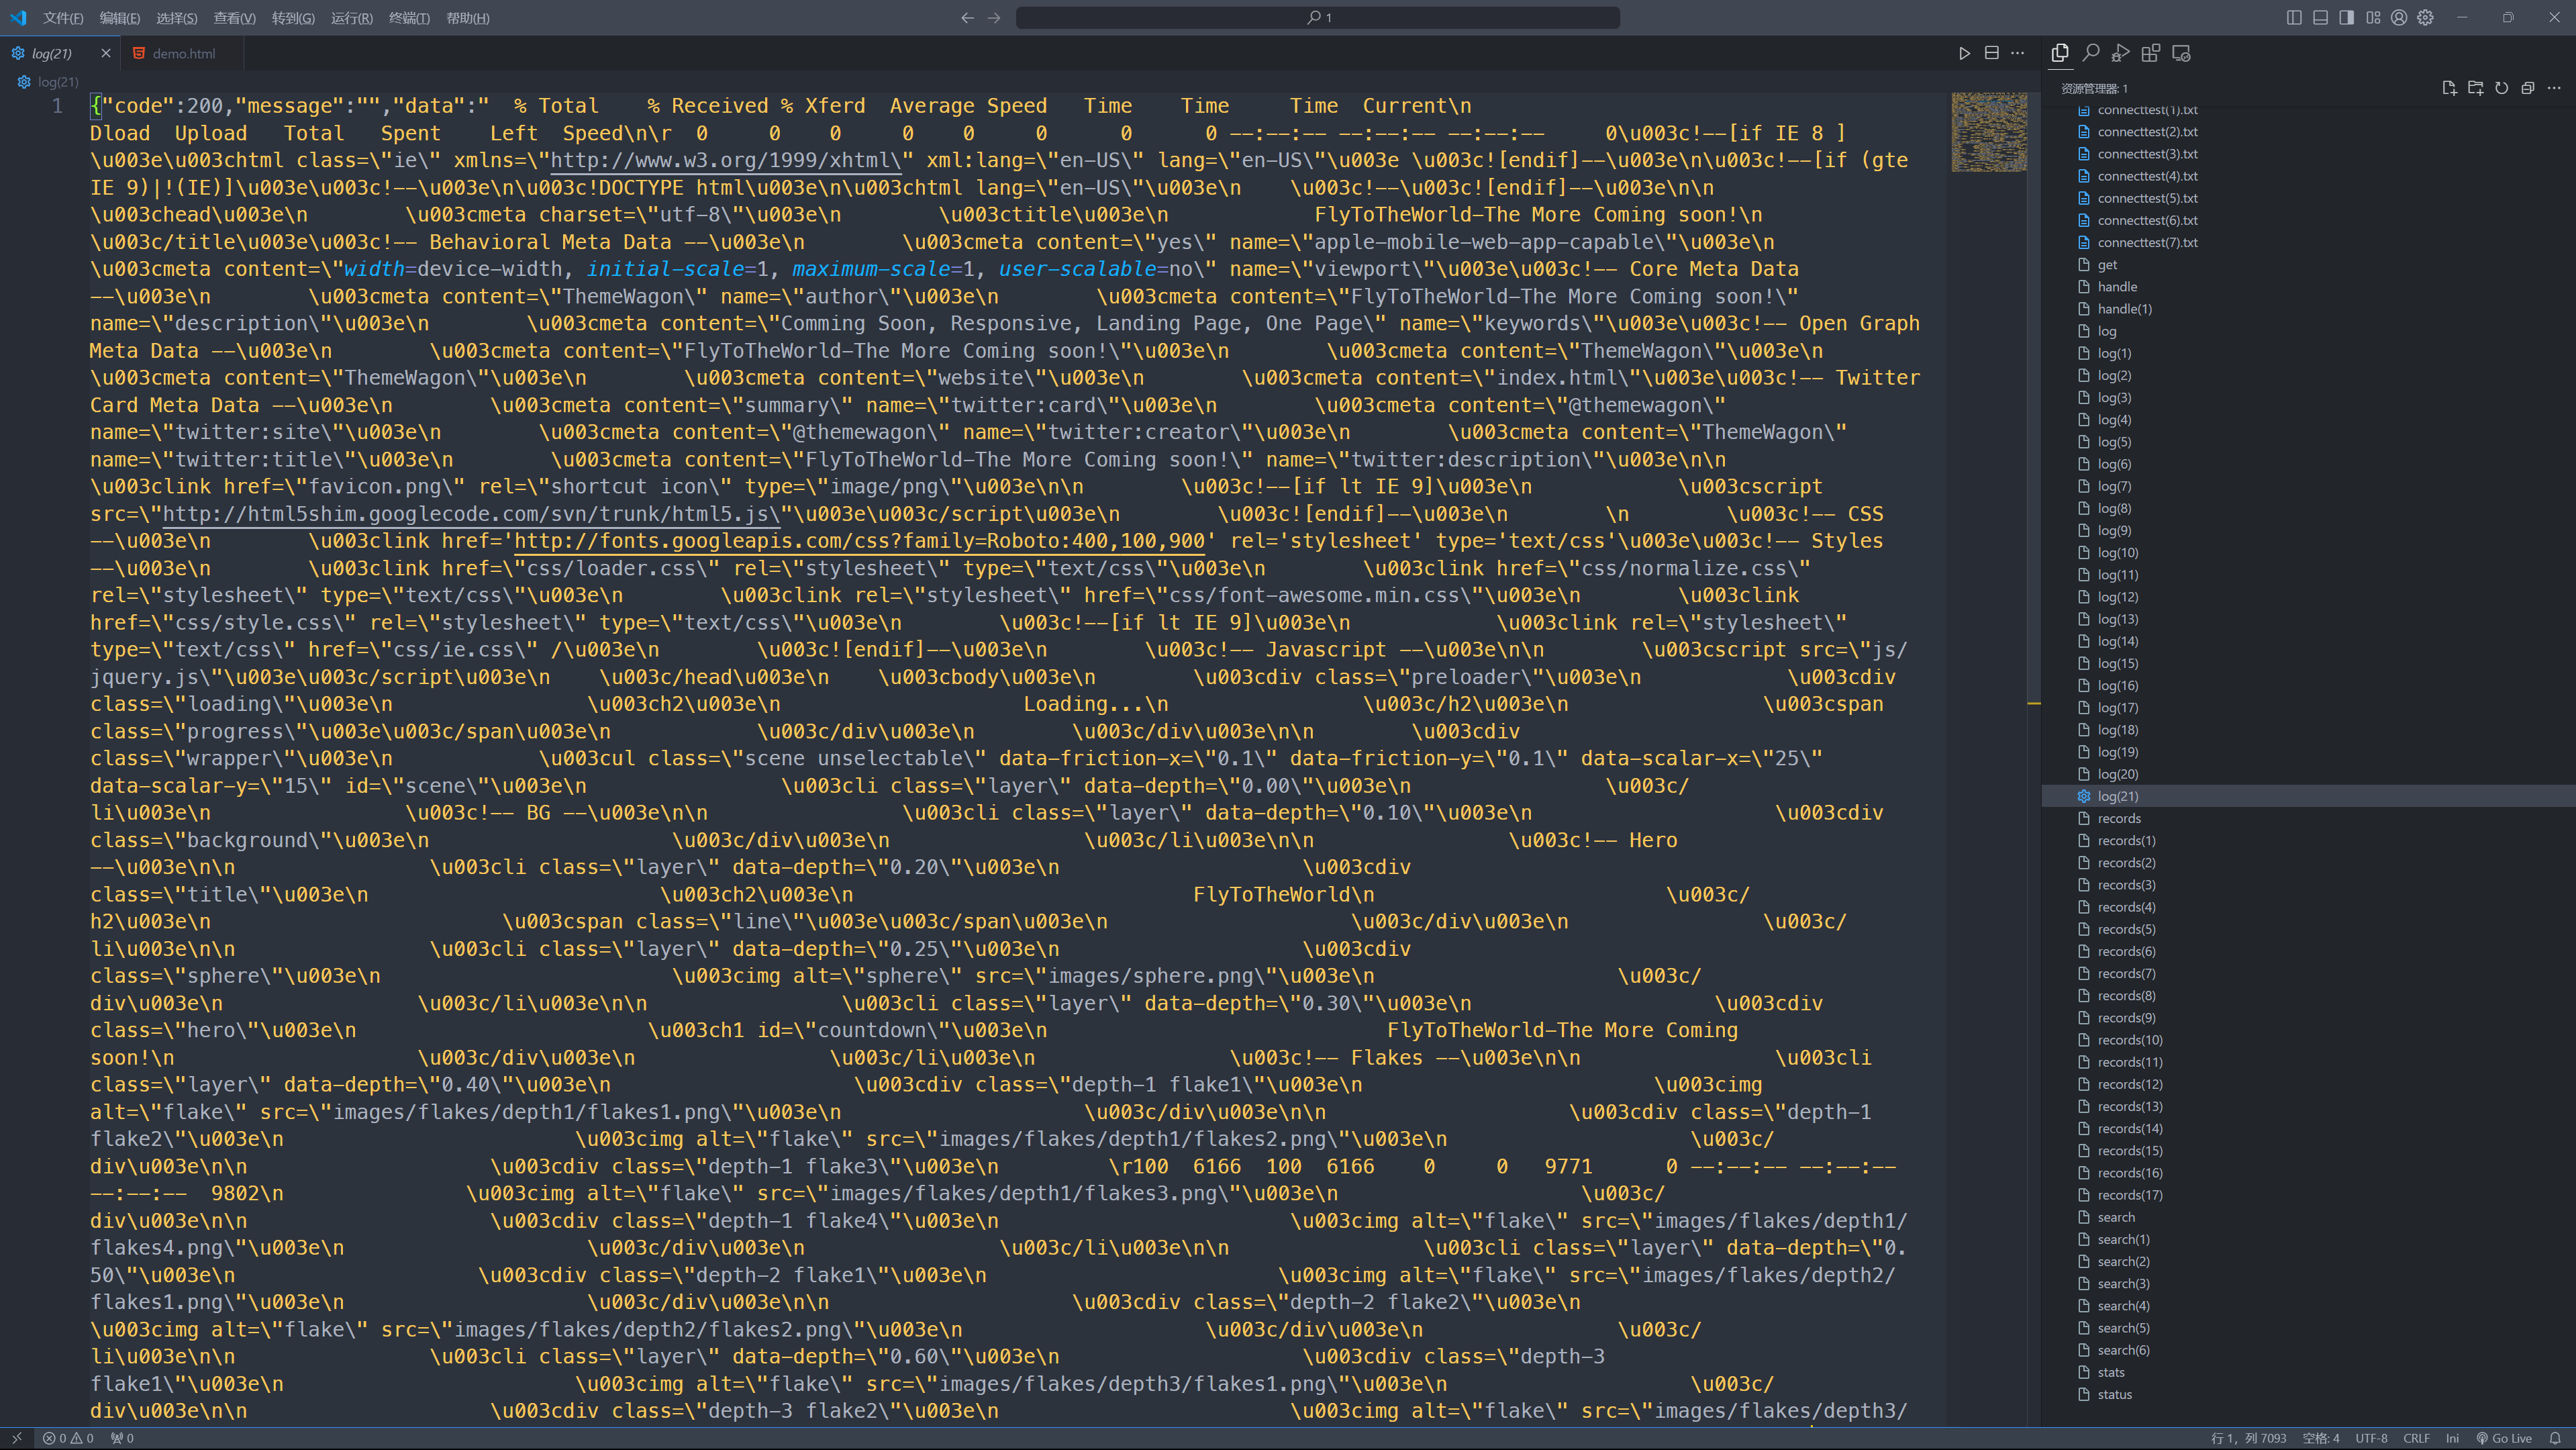 文件(F) 编辑(E) 选择(S) 查看(V) 转到(G) 运行(R) 终端(T) 帮助(H) 1
log(21) demo.html
log(21)
资源管理器: 1
1 {"code":200,"message":"","data":"  % Total    % Received % Xferd  Average Speed   Time    Time     Time  Current\n
Dload  Upload   Total   Spent    Left  Speed\n\r  0     0    0     0    0     0      0      0 --:--:-- --:--:-- --:--:--     0\u003c!--[if IE 8 ]
\u003e\u003chtml class=\"ie\" xmlns=\"http://www.w3.org/1999/xhtml\" xml:lang=\"en-US\" lang=\"en-US\"\u003e \u003c![endif]--\u003e\n\u003c!--[if (gte
IE 9)|!(IE)]\u003e\u003c!--\u003e\n\u003c!DOCTYPE html\u003e\n\u003chtml lang=\"en-US\"\u003e\n    \u003c!--\u003c![endif]--\u003e\n\n
\u003chead\u003e\n        \u003cmeta charset=\"utf-8\"\u003e\n        \u003ctitle\u003e\n            FlyToTheWorld-The More Coming soon!\n
\u003c/title\u003e\u003c!-- Behavioral Meta Data --\u003e\n        \u003cmeta content=\"yes\" name=\"apple-mobile-web-app-capable\"\u003e\n
\u003cmeta content=\"width=device-width, initial-scale=1, maximum-scale=1, user-scalable=no\" name=\"viewport\"\u003e\u003c!-- Core Meta Data
--\u003e\n        \u003cmeta content=\"ThemeWagon\" name=\"author\"\u003e\n        \u003cmeta content=\"FlyToTheWorld-The More Coming soon!\"
name=\"description\"\u003e\n        \u003cmeta content=\"Comming Soon, Responsive, Landing Page, One Page\" name=\"keywords\"\u003e\u003c!-- Open Graph
Meta Data --\u003e\n        \u003cmeta content=\"FlyToTheWorld-The More Coming soon!\"\u003e\n        \u003cmeta content=\"ThemeWagon\"\u003e\n
\u003cmeta content=\"ThemeWagon\"\u003e\n        \u003cmeta content=\"website\"\u003e\n        \u003cmeta content=\"index.html\"\u003e\u003c!-- Twitter
Card Meta Data --\u003e\n        \u003cmeta content=\"summary\" name=\"twitter:card\"\u003e\n        \u003cmeta content=\"@themewagon\"
name=\"twitter:site\"\u003e\n        \u003cmeta content=\"@themewagon\" name=\"twitter:creator\"\u003e\n        \u003cmeta content=\"ThemeWagon\"
name=\"twitter:title\"\u003e\n        \u003cmeta content=\"FlyToTheWorld-The More Coming soon!\" name=\"twitter:description\"\u003e\n\n
\u003clink href=\"favicon.png\" rel=\"shortcut icon\" type=\"image/png\"\u003e\n\n        \u003c!--[if lt IE 9]\u003e\n            \u003cscript
src=\"http://html5shim.googlecode.com/svn/trunk/html5.js\"\u003e\u003c/script\u003e\n        \u003c![endif]--\u003e\n        \n        \u003c!-- CSS
--\u003e\n        \u003clink href='http://fonts.googleapis.com/css?family=Roboto:400,100,900' rel='stylesheet' type='text/css'\u003e\u003c!-- Styles
--\u003e\n        \u003clink href=\"css/loader.css\" rel=\"stylesheet\" type=\"text/css\"\u003e\n        \u003clink href=\"css/normalize.css\"
rel=\"stylesheet\" type=\"text/css\"\u003e\n        \u003clink rel=\"stylesheet\" href=\"css/font-awesome.min.css\"\u003e\n            \u003clink
href=\"css/style.css\" rel=\"stylesheet\" type=\"text/css\"\u003e\n        \u003c!--[if lt IE 9]\u003e\n            \u003clink rel=\"stylesheet\"
type=\"text/css\" href=\"css/ie.css\" /\u003e\n        \u003c![endif]--\u003e\n        \u003c!-- Javascript --\u003e\n\n        \u003cscript src=\"js/
jquery.js\"\u003e\u003c/script\u003e\n    \u003c/head\u003e\n    \u003cbody\u003e\n        \u003cdiv class=\"preloader\"\u003e\n            \u003cdiv
class=\"loading\"\u003e\n                \u003ch2\u003e\n                    Loading...\n                \u003c/h2\u003e\n                \u003cspan
class=\"progress\"\u003e\u003c/span\u003e\n            \u003c/div\u003e\n        \u003c/div\u003e\n\n        \u003cdiv
class=\"wrapper\"\u003e\n            \u003cul class=\"scene unselectable\" data-friction-x=\"0.1\" data-friction-y=\"0.1\" data-scalar-x=\"25\"
data-scalar-y=\"15\" id=\"scene\"\u003e\n                \u003cli class=\"layer\" data-depth=\"0.00\"\u003e\n                \u003c/
li\u003e\n                \u003c!-- BG --\u003e\n\n                \u003cli class=\"layer\" data-depth=\"0.10\"\u003e\n                    \u003cdiv
class=\"background\"\u003e\n                    \u003c/div\u003e\n                \u003c/li\u003e\n\n                \u003c!-- Hero
--\u003e\n\n                \u003cli class=\"layer\" data-depth=\"0.20\"\u003e\n                    \u003cdiv
class=\"title\"\u003e\n                        \u003ch2\u003e\n                            FlyToTheWorld\n                        \u003c/
h2\u003e\n                        \u003cspan class=\"line\"\u003e\u003c/span\u003e\n                    \u003c/div\u003e\n                \u003c/
li\u003e\n\n                \u003cli class=\"layer\" data-depth=\"0.25\"\u003e\n                    \u003cdiv
class=\"sphere\"\u003e\n                        \u003cimg alt=\"sphere\" src=\"images/sphere.png\"\u003e\n                    \u003c/
div\u003e\n                \u003c/li\u003e\n\n                \u003cli class=\"layer\" data-depth=\"0.30\"\u003e\n                    \u003cdiv
class=\"hero\"\u003e\n                        \u003ch1 id=\"countdown\"\u003e\n                            FlyToTheWorld-The More Coming
soon!\n                    \u003c/div\u003e\n                \u003c/li\u003e\n                \u003c!-- Flakes --\u003e\n\n                \u003cli
class=\"layer\" data-depth=\"0.40\"\u003e\n                    \u003cdiv class=\"depth-1 flake1\"\u003e\n                        \u003cimg
alt=\"flake\" src=\"images/flakes/depth1/flakes1.png\"\u003e\n                    \u003c/div\u003e\n\n                    \u003cdiv class=\"depth-1
flake2\"\u003e\n                        \u003cimg alt=\"flake\" src=\"images/flakes/depth1/flakes2.png\"\u003e\n                    \u003c/
div\u003e\n\n                    \u003cdiv class=\"depth-1 flake3\"\u003e\n         \r100  6166  100  6166    0     0   9771      0 --:--:-- --:--:--
--:--:--  9802\n               \u003cimg alt=\"flake\" src=\"images/flakes/depth1/flakes3.png\"\u003e\n                    \u003c/
div\u003e\n\n                    \u003cdiv class=\"depth-1 flake4\"\u003e\n                        \u003cimg alt=\"flake\" src=\"images/flakes/depth1/
flakes4.png\"\u003e\n                    \u003c/div\u003e\n                \u003c/li\u003e\n\n                \u003cli class=\"layer\" data-depth=\"0.
50\"\u003e\n                    \u003cdiv class=\"depth-2 flake1\"\u003e\n                        \u003cimg alt=\"flake\" src=\"images/flakes/depth2/
flakes1.png\"\u003e\n                    \u003c/div\u003e\n\n                    \u003cdiv class=\"depth-2 flake2\"\u003e\n
\u003cimg alt=\"flake\" src=\"images/flakes/depth2/flakes2.png\"\u003e\n                    \u003c/div\u003e\n                \u003c/
li\u003e\n\n                \u003cli class=\"layer\" data-depth=\"0.60\"\u003e\n                    \u003cdiv class=\"depth-3
flake1\"\u003e\n                        \u003cimg alt=\"flake\" src=\"images/flakes/depth3/flakes1.png\"\u003e\n                    \u003c/
div\u003e\n\n                    \u003cdiv class=\"depth-3 flake2\"\u003e\n                        \u003cimg alt=\"flake\" src=\"images/flakes/depth3/
connecttest(1).txt
connecttest(2).txt
connecttest(3).txt
connecttest(4).txt
connecttest(5).txt
connecttest(6).txt
connecttest(7).txt
get
handle
handle(1)
log
log(1)
log(2)
log(3)
log(4)
log(5)
log(6)
log(7)
log(8)
log(9)
log(10)
log(11)
log(12)
log(13)
log(14)
log(15)
log(16)
log(17)
log(18)
log(19)
log(20)
log(21)
records
records(1)
records(2)
records(3)
records(4)
records(5)
records(6)
records(7)
records(8)
records(9)
records(10)
records(11)
records(12)
records(13)
records(14)
records(15)
records(16)
records(17)
search
search(1)
search(2)
search(3)
search(4)
search(5)
search(6)
stats
status
0 0 0 行 1，列 7093 空格: 4 UTF-8 CRLF Ini Go Live